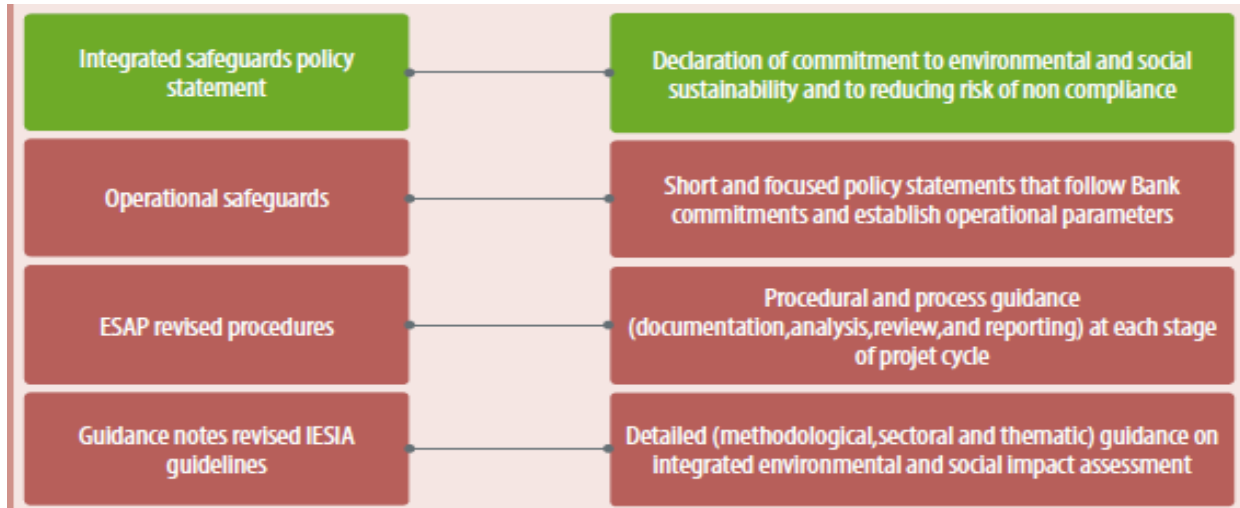 Integrated safeguards policy
statement
Declaration of commitment to environmental and social
sustainability and to reducing risk of non compliance
Operational safeguards
Short and focused policy statements that follow Bank
commitments and establish operational parameters
ESAP revised procedures
Procedural and process guidance
(documentation,analysis,review,and reporting) at each stage
of projet cycle
Guidance notes revised IESIA
guidelines
Detailed (methodological,sectoral and thematic) guidance on
integrated environmental and social impact assessment